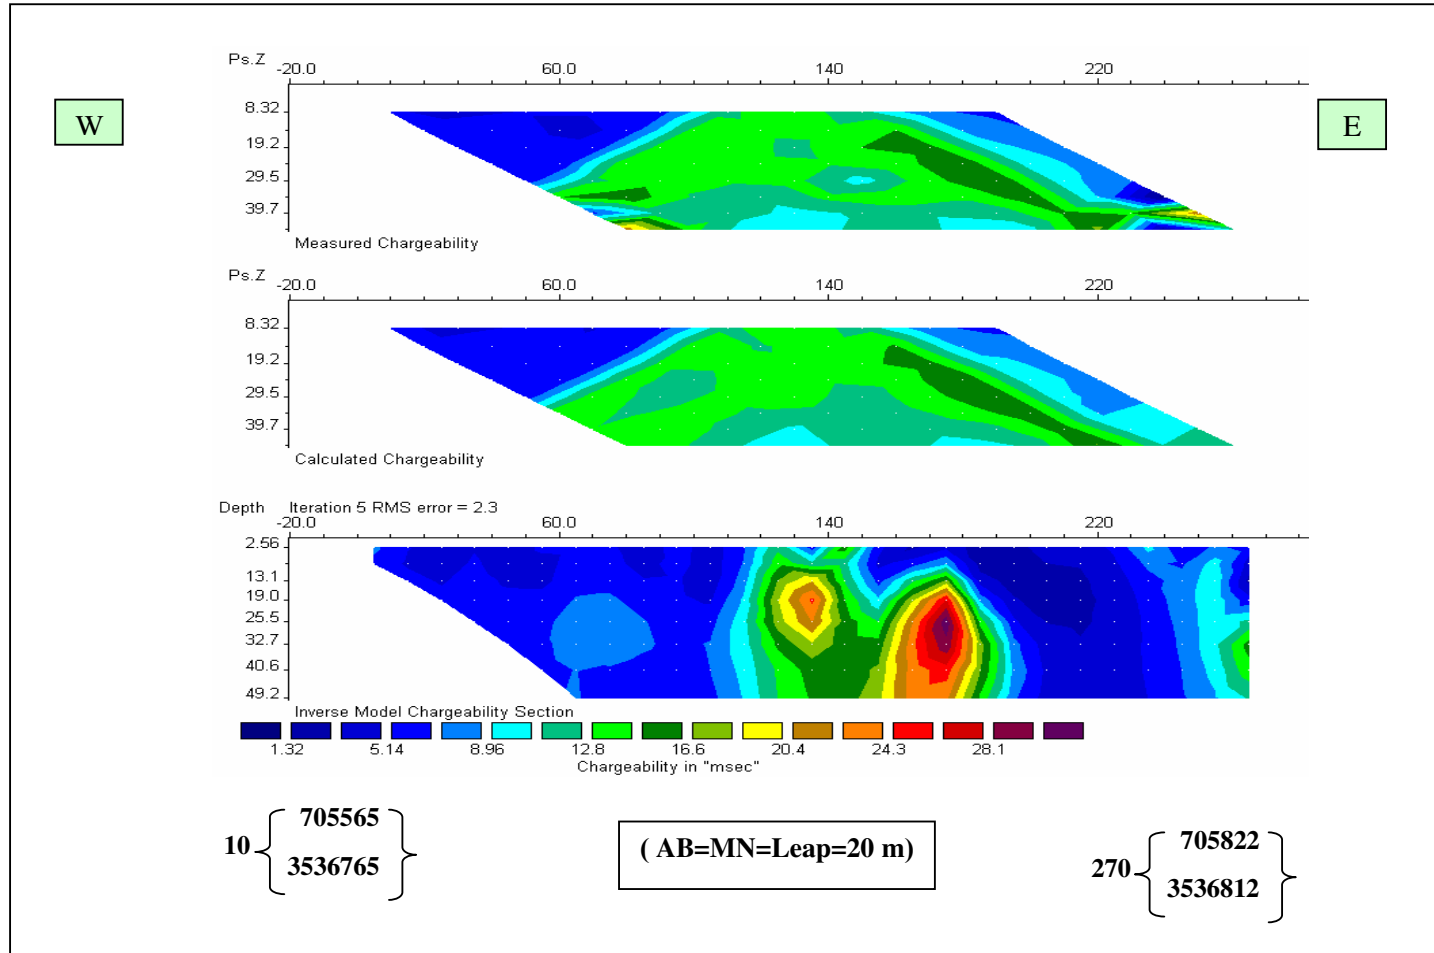 W
E
Ps.Z
-20.0 60.0 140 220
8.32
19.2
29.5
39.7
Measured Chargeability
Ps.Z
-20.0 60.0 140 220
8.32
19.2
29.5
39.7
Calculated Chargeability
Depth Iteration 5 RMS error = 2.3
-20.0 60.0 140 220
2.56
13.1
19.0
25.5
32.7
40.6
49.2
Inverse Model Chargeability Section
1.32 5.14 8.96 12.8 16.6 20.4 24.3 28.1
Chargeability in "msec"
10 { 705565
3536765 }
( AB=MN=Leap=20 m)
270 { 705822
3536812 }